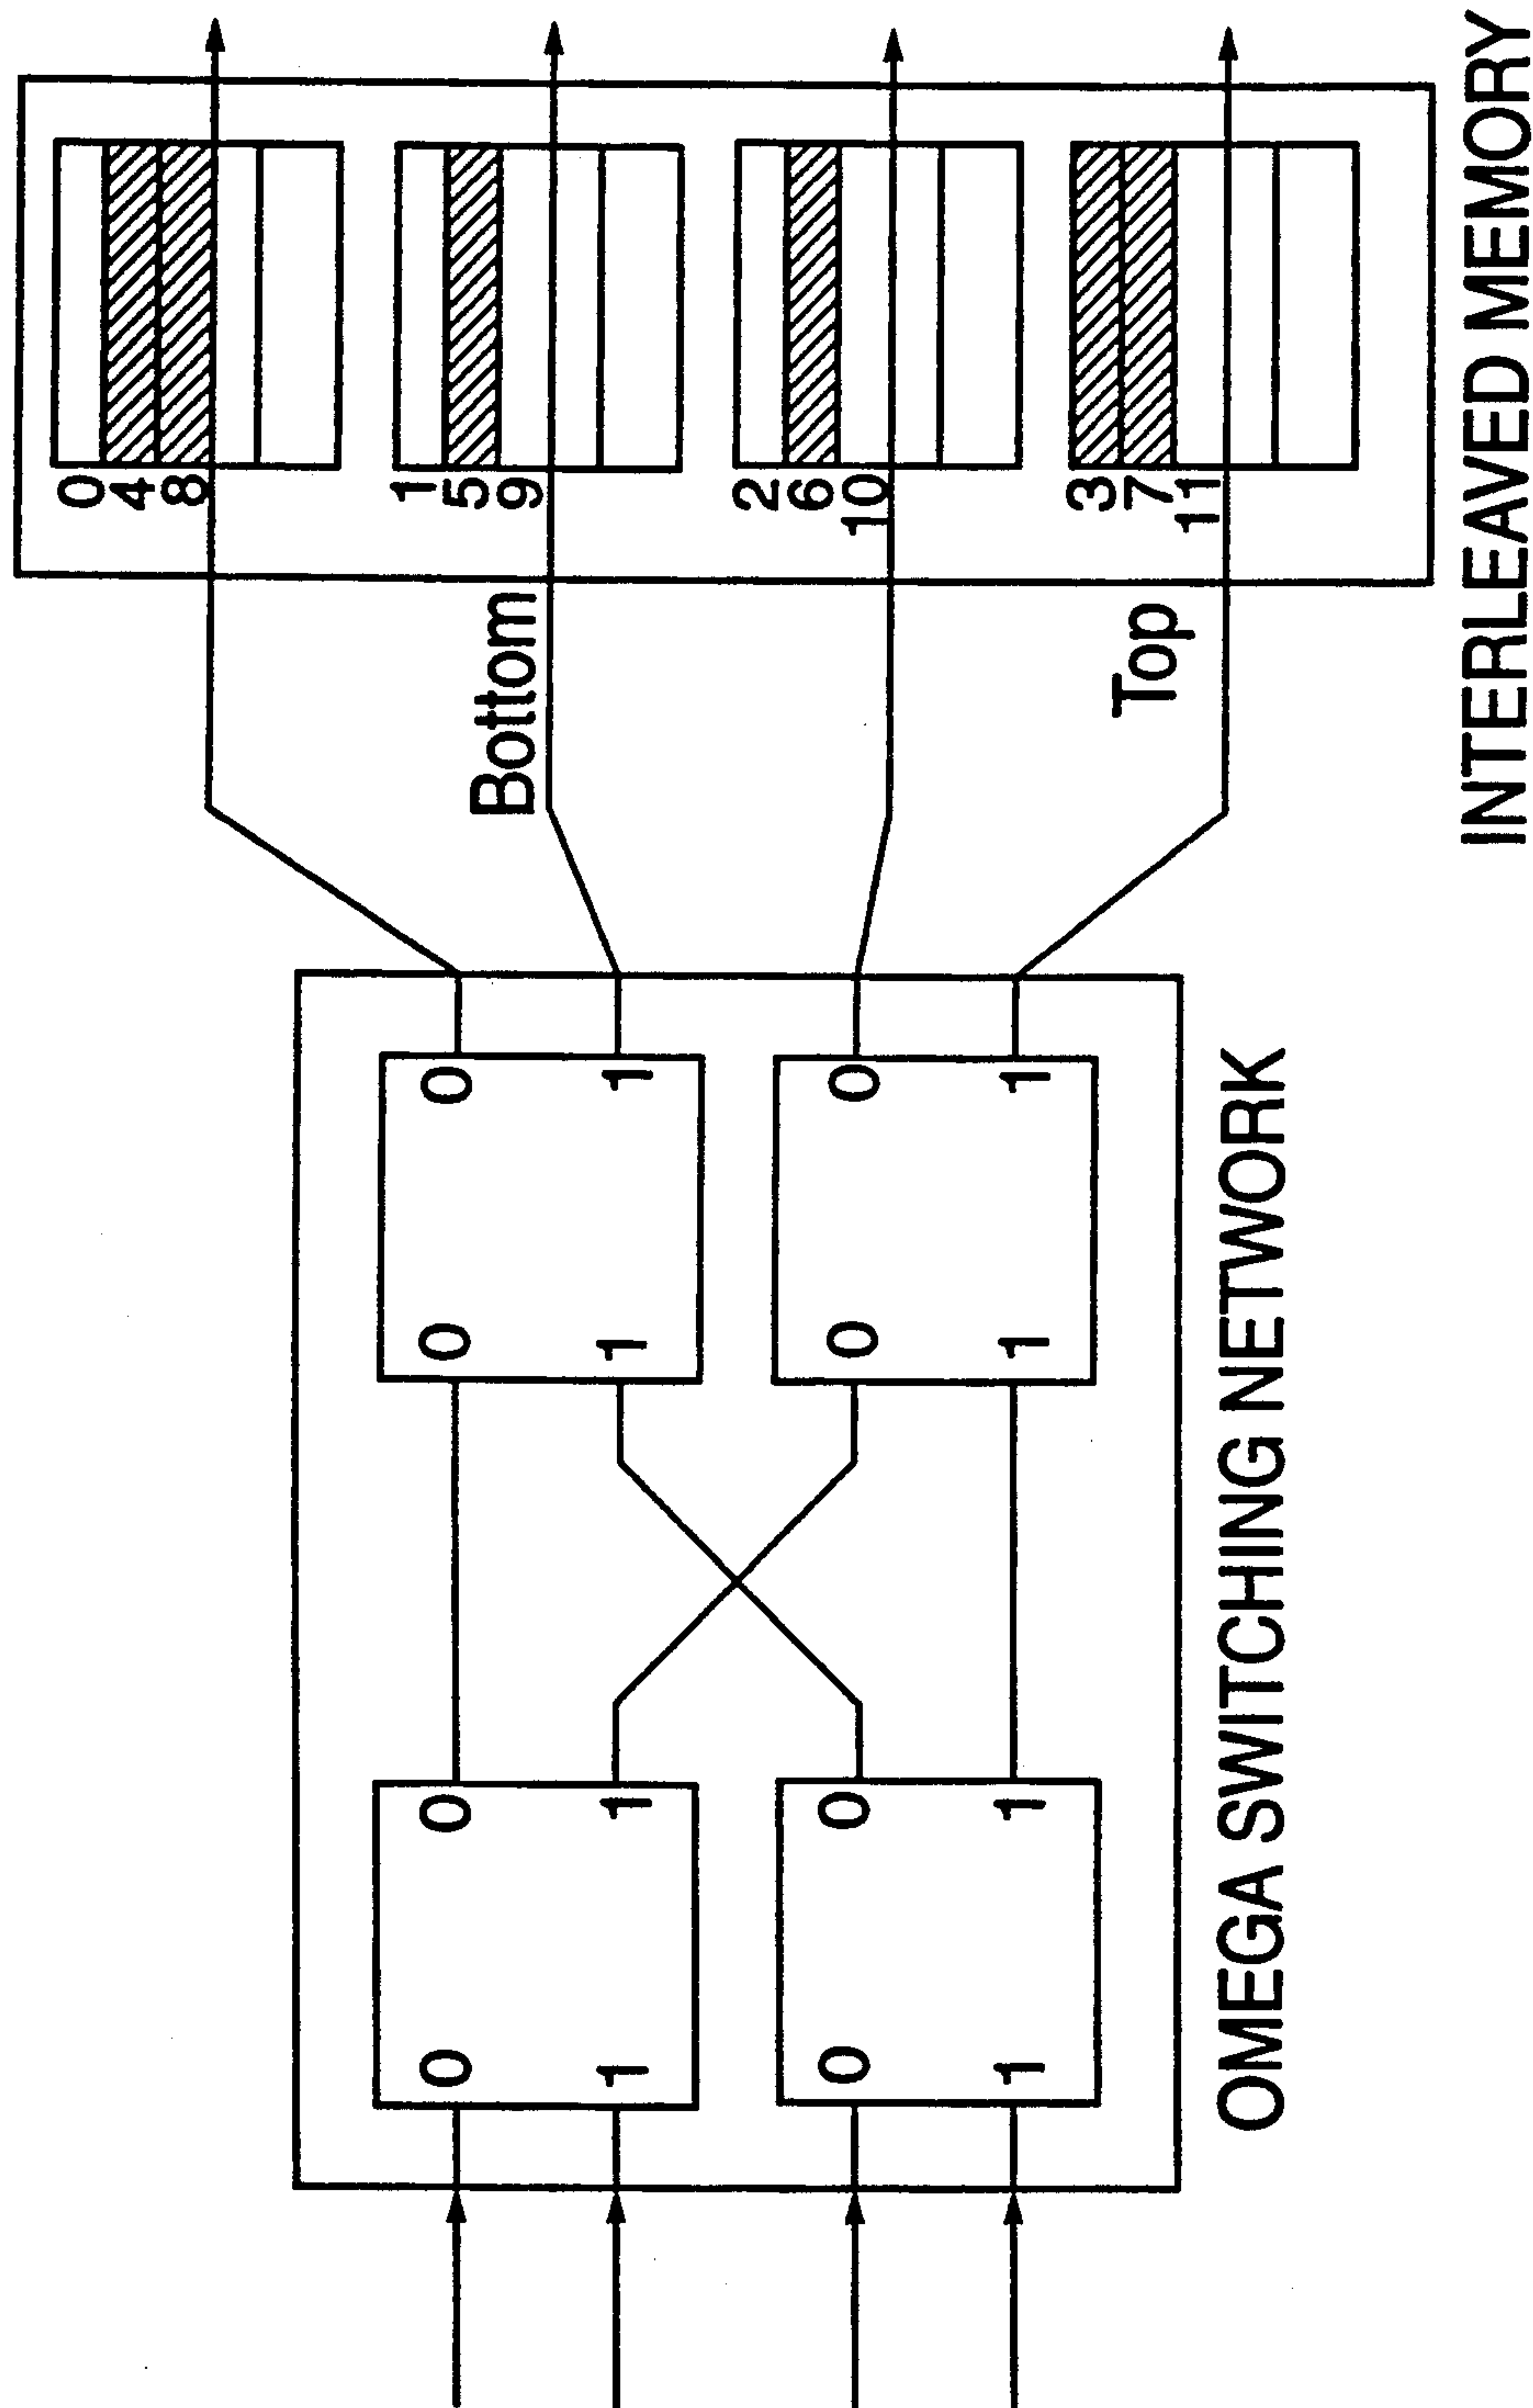 0 0 0 0
1 1 1 1
0 0 0 0
1 1 1 1
OMEGA SWITCHING NETWORK
0
4
8
1
5
Bottom
9
2
6
10
3
7
Top
11
INTERLEAVED MEMORY